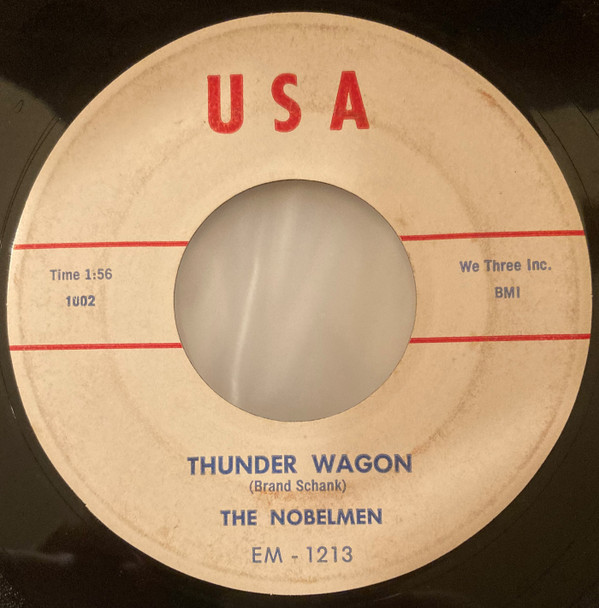 USA
Time 1:56
1002
We Three Inc.
BMI
THUNDER WAGON
(Brand Schank)
THE NOBELMEN
EM - 1213